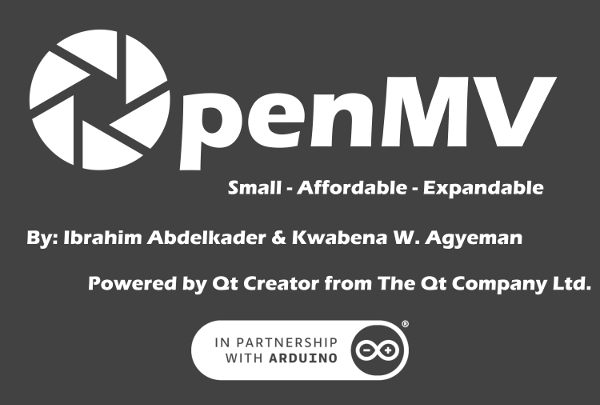 OpenMV
Small - Affordable - Expandable
By: Ibrahim Abdelkader & Kwabena W. Agyeman
Powered by Qt Creator from The Qt Company Ltd.
IN PARTNERSHIP
WITH ARDUINO
®